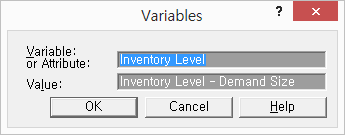 Variables
? ×
Variable:
or Attribute:
Inventory Level
Value:
Inventory Level - Demand Size
OK
Cancel
Help